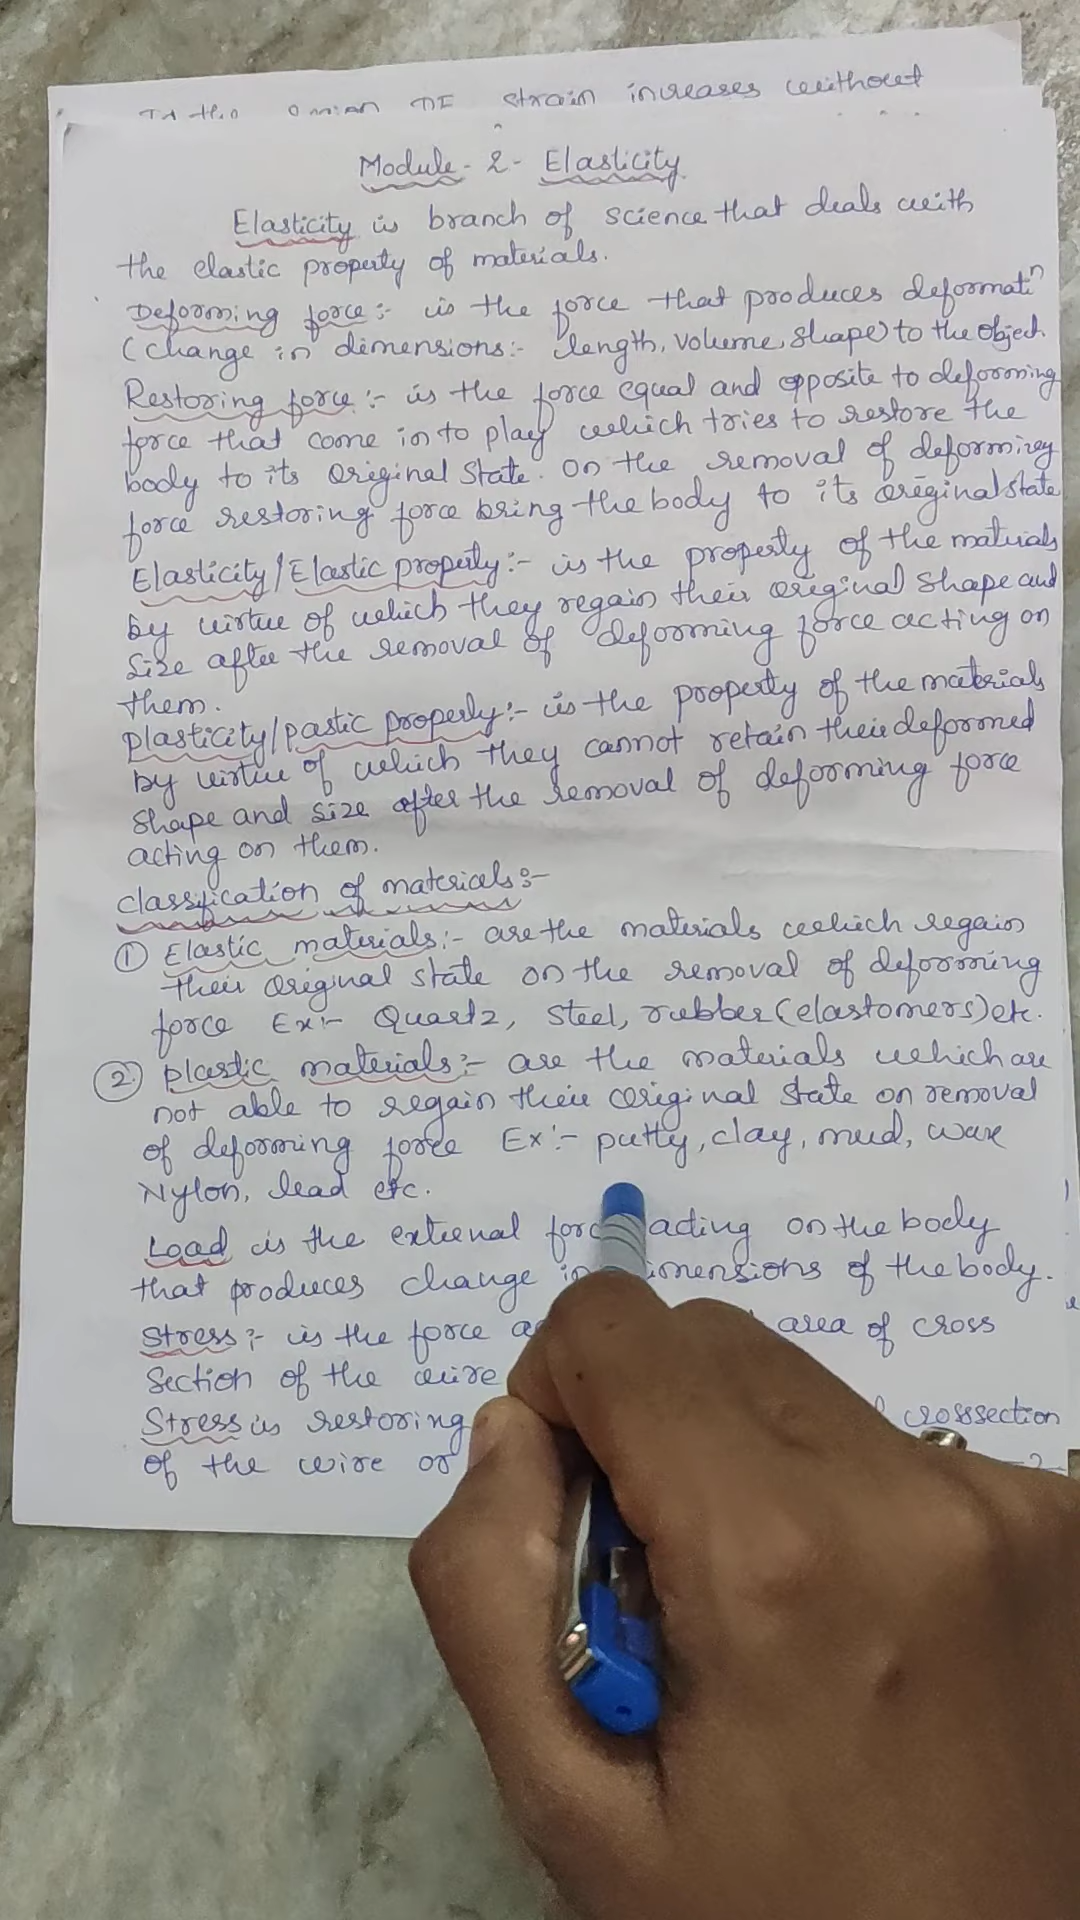 strain increases without
Module - 2 - Elasticity
Elasticity is branch of science that deals with
the elastic property of materials.
Deforming force:- is the force that produces deformatiⁿ
(change in dimensions:- length, volume, shape) to the object.
Restoring force:- is the force equal and opposite to deforming
force that come in to play which tries to restore the
body to its original state. on the removal of deforming
force restoring force bring the body to its original state
Elasticity/Elastic property:- is the property of the materials
by virtue of which they regain their original shape and
size after the removal of deforming force acting on
them.
Plasticity/pastic property:- is the property of the materials
by virtue of which they cannot retain their deformed
shape and size after the removal of deforming force
acting on them.
classification of materials:-
① Elastic materials:- are the materials which regain
their original state on the removal of deforming
force Ex:- Quartz, steel, rubber (elastomers) etc.
② plastic materials:- are the materials which are
not able to regain their original state on removal
of deforming force Ex:- putty, clay, mud, wax
Nylon, lead etc.
Load is the external acting on the body
that produces change of the body.
Stress:- is the force area of cross
section of the wire
Stress is restoring crosssection
of the wire or